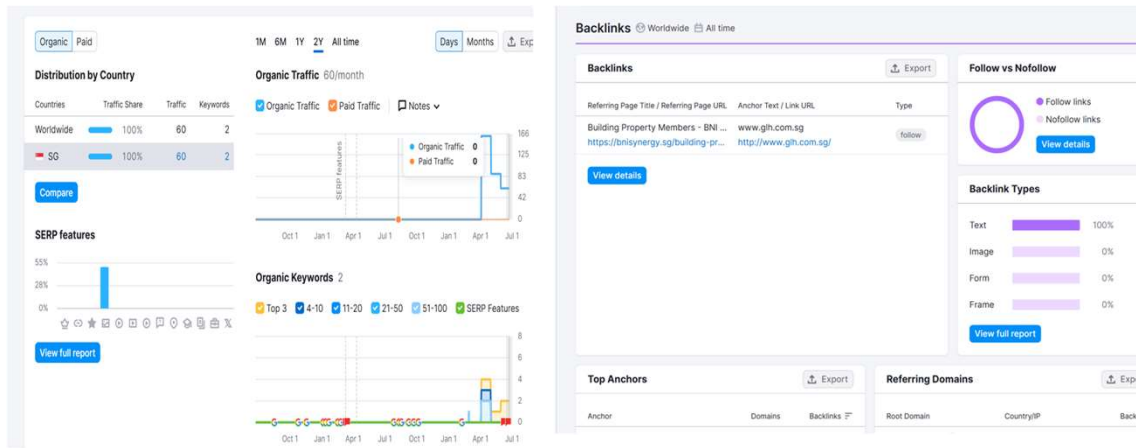 Organic Paid
1M 6M 1Y 2Y All time
Days Months
Distribution by Country
Countries Traffic Share Traffic Keywords
Worldwide 100% 60 2
SG 100% 60 2
Compare
SERP features
55%
28%
0%
View full report
Organic Traffic 60/month
Organic Traffic Paid Traffic Notes
SERP features
Organic Traffic 0
Paid Traffic 0
166
125
83
42
0
Oct 1 Jan 1 Apr 1 Jul 1 Oct 1 Jan 1 Apr 1 Jul 1
Organic Keywords 2
Top 3 4-10 11-20 21-50 51-100 SERP Features
8
6
4
2
0
Oct 1 Jan 1 Apr 1 Jul 1 Oct 1 Jan 1 Apr 1 Jul 1
Backlinks Worldwide All time
Backlinks Export
Referring Page Title / Referring Page URL Anchor Text / Link URL Type
Building Property Members - BNI ... www.glh.com.sg follow
https://bnisynergy.sg/building-pr... http://www.glh.com.sg/
View details
Follow vs Nofollow
Follow links
Nofollow links
View details
Backlink Types
Text 100%
Image 0%
Form 0%
Frame 0%
View full report
Top Anchors Export
Anchor Domains Backlinks
Referring Domains
Root Domain Country/IP